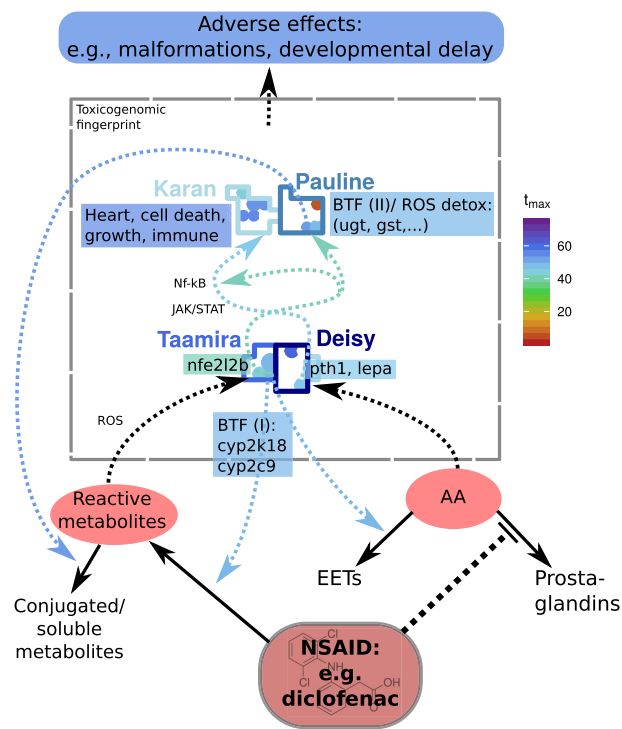 Adverse effects:
e.g., malformations, developmental delay
Toxicogenomic
fingerprint
Karan
Pauline
Heart, cell death,
growth, immune
BTF (II)/ ROS detox:
(ugt, gst,...)
tmax
60
40
20
Nf-kB
JAK/STAT
Taamira
Deisy
nfe2l2b
pth1, lepa
ROS
BTF (I):
cyp2k18
cyp2c9
Reactive
metabolites
AA
EETs
Prosta-
glandins
Conjugated/
soluble
metabolites
NSAID:
e.g.
diclofenac
Cl
NH
Cl
OH
O